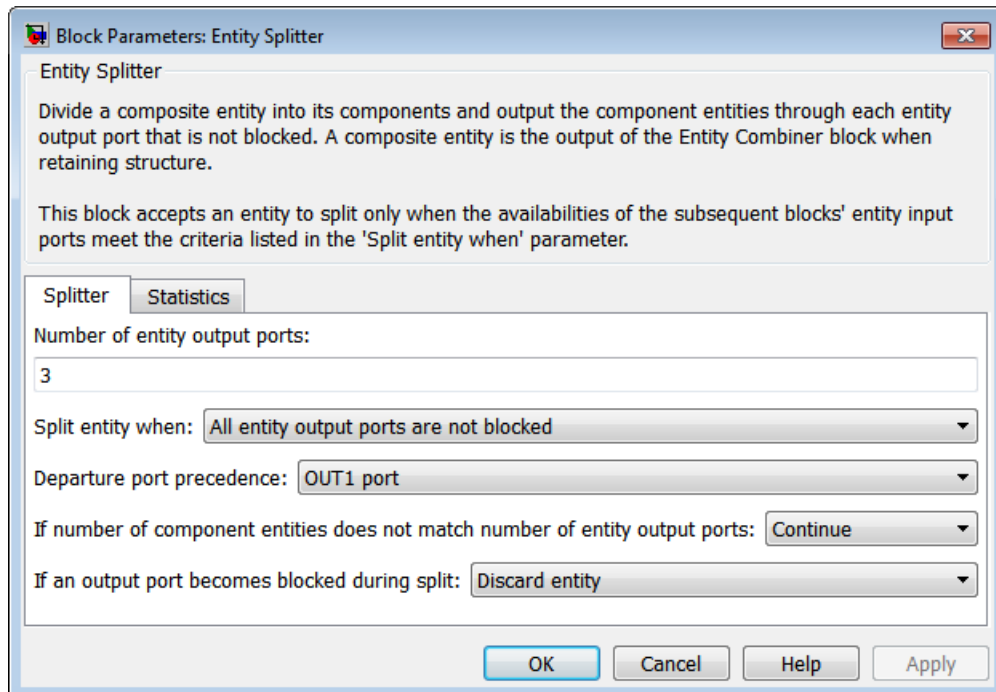 Block Parameters: Entity Splitter
Entity Splitter
Divide a composite entity into its components and output the component entities through each entity
output port that is not blocked. A composite entity is the output of the Entity Combiner block when
retaining structure.
This block accepts an entity to split only when the availabilities of the subsequent blocks' entity input
ports meet the criteria listed in the 'Split entity when' parameter.
Splitter Statistics
Number of entity output ports:
3
Split entity when: All entity output ports are not blocked
Departure port precedence: OUT1 port
If number of component entities does not match number of entity output ports: Continue
If an output port becomes blocked during split: Discard entity
OK Cancel Help Apply